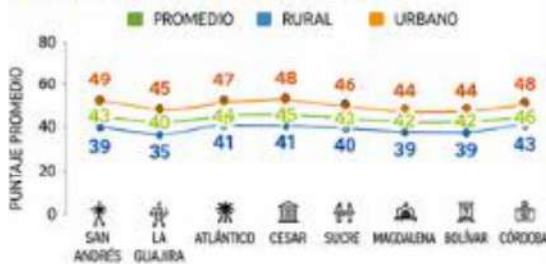 PROMEDIO RURAL URBANO
PUNTAJE PROMEDIO
80
60
40
20
0
49 45 47 48 46 44 44 48
43 40 44 45 43 42 42 46
39 35 41 41 40 39 39 43
SAN ANDRÉS LA GUAJIRA ATLÁNTICO CESAR SUCRE MAGDALENA BOLÍVAR CÓRDOBA